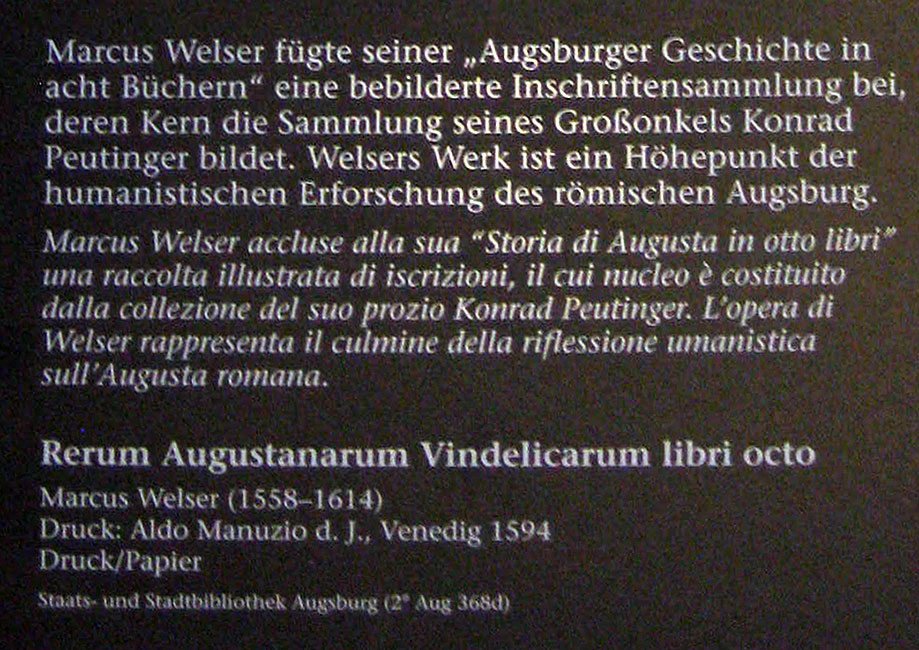 Marcus Welser fügte seiner „Augsburger Geschichte in
acht Büchern“ eine bebilderte Inschriftensammlung bei,
deren Kern die Sammlung seines Großonkels Konrad
Peutinger bildet. Welsers Werk ist ein Höhepunkt der
humanistischen Erforschung des römischen Augsburg.
Marcus Welser accluse alla sua “Storia di Augusta in otto libri”
una raccolta illustrata di iscrizioni, il cui nucleo è costituito
dalla collezione del suo prozio Konrad Peutinger. L’opera di
Welser rappresenta il culmine della riflessione umanistica
sull’Augusta romana.
Rerum Augustanarum Vindelicarum libri octo
Marcus Welser (1558–1614)
Druck: Aldo Manuzio d. J., Venedig 1594
Druck/Papier
Staats- und Stadtbibliothek Augsburg (2° Aug 368d)